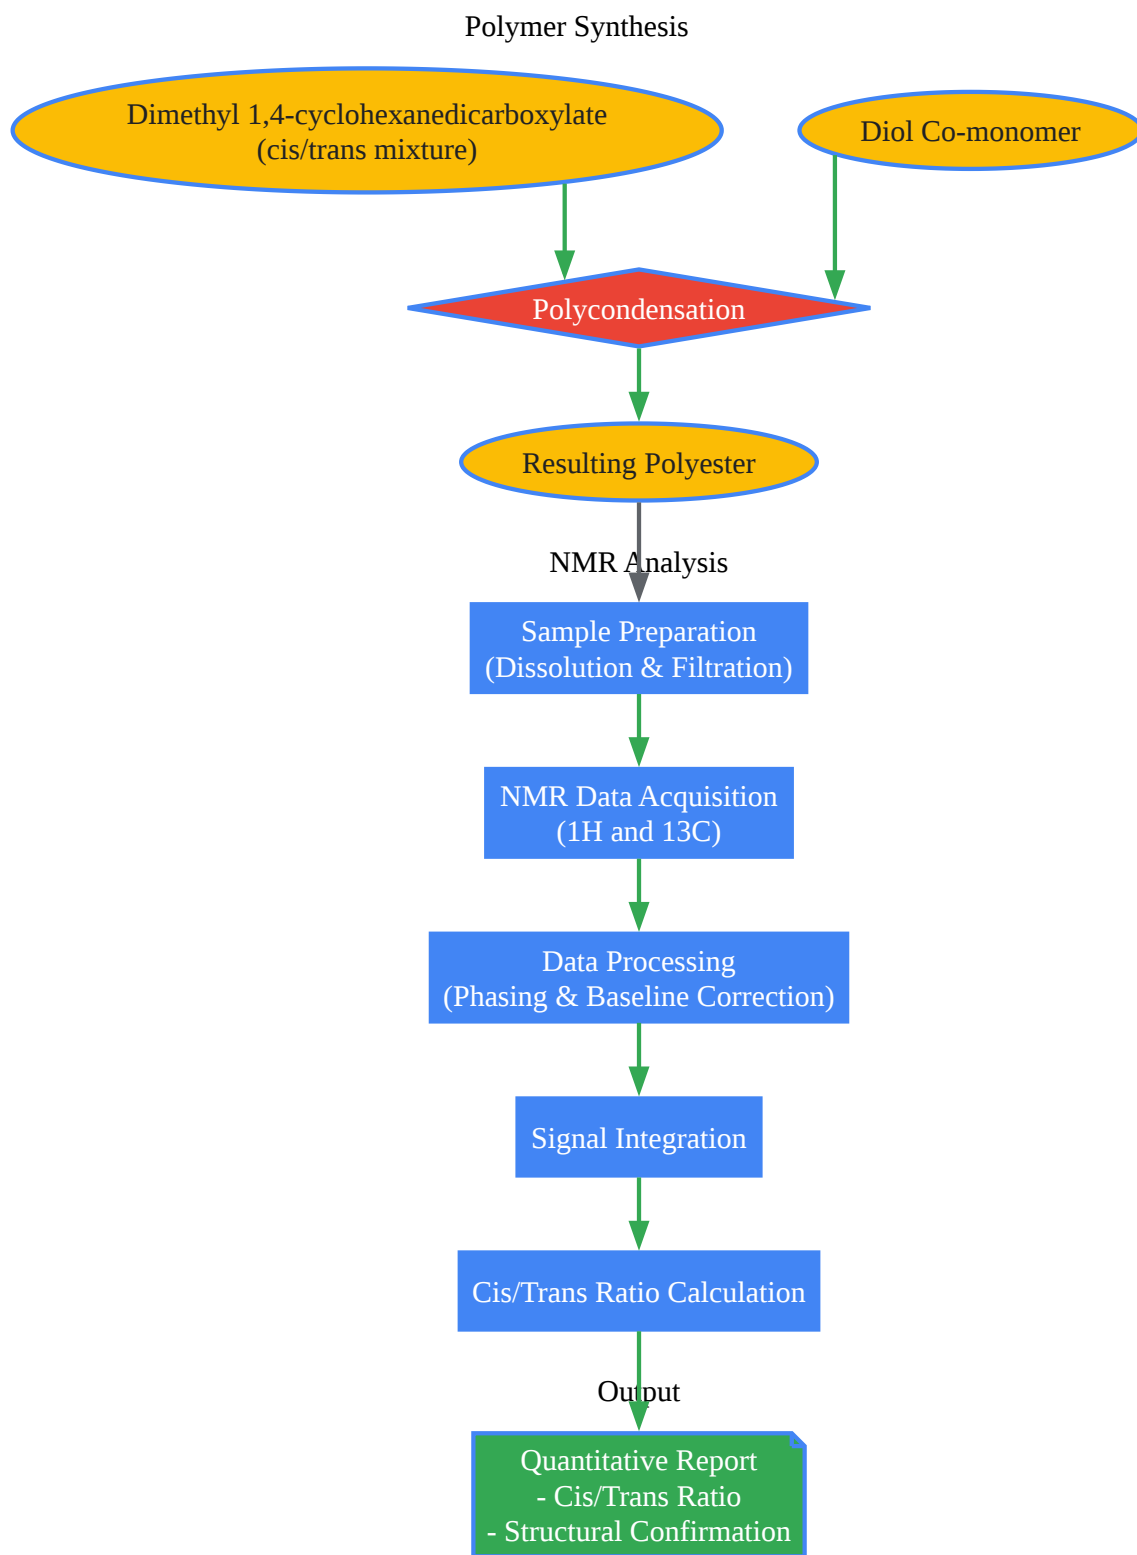 Polymer Synthesis
Dimethyl 1,4-cyclohexanedicarboxylate
(cis/trans mixture)
Diol Co-monomer
Polycondensation
Resulting Polyester
NMR Analysis
Sample Preparation
(Dissolution & Filtration)
NMR Data Acquisition
(1H and 13C)
Data Processing
(Phasing & Baseline Correction)
Signal Integration
Cis/Trans Ratio Calculation
Output
Quantitative Report
- Cis/Trans Ratio
- Structural Confirmation